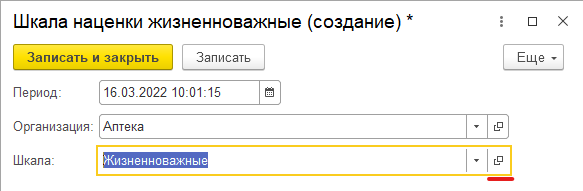 Шкала наценки жизненноважные (создание) *
Записать и закрыть Записать Еще
Период: 16.03.2022 10:01:15
Организация: Аптека
Шкала: Жизненноважные